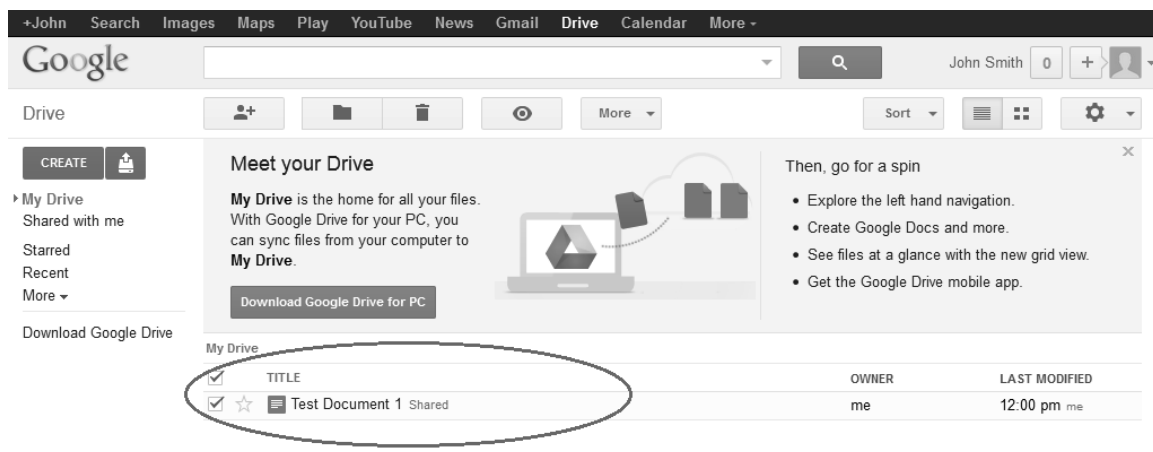 +John Search Images Maps Play YouTube News Gmail Drive Calendar More
Google
John Smith 0 +
Drive
More
Sort
CREATE
My Drive
Shared with me
Starred
Recent
More
Download Google Drive
Meet your Drive
My Drive is the home for all your files.
With Google Drive for your PC, you
can sync files from your computer to
My Drive.
Download Google Drive for PC
Then, go for a spin
• Explore the left hand navigation.
• Create Google Docs and more.
• See files at a glance with the new grid view.
• Get the Google Drive mobile app.
My Drive
TITLE OWNER LAST MODIFIED
Test Document 1 Shared me 12:00 pm me